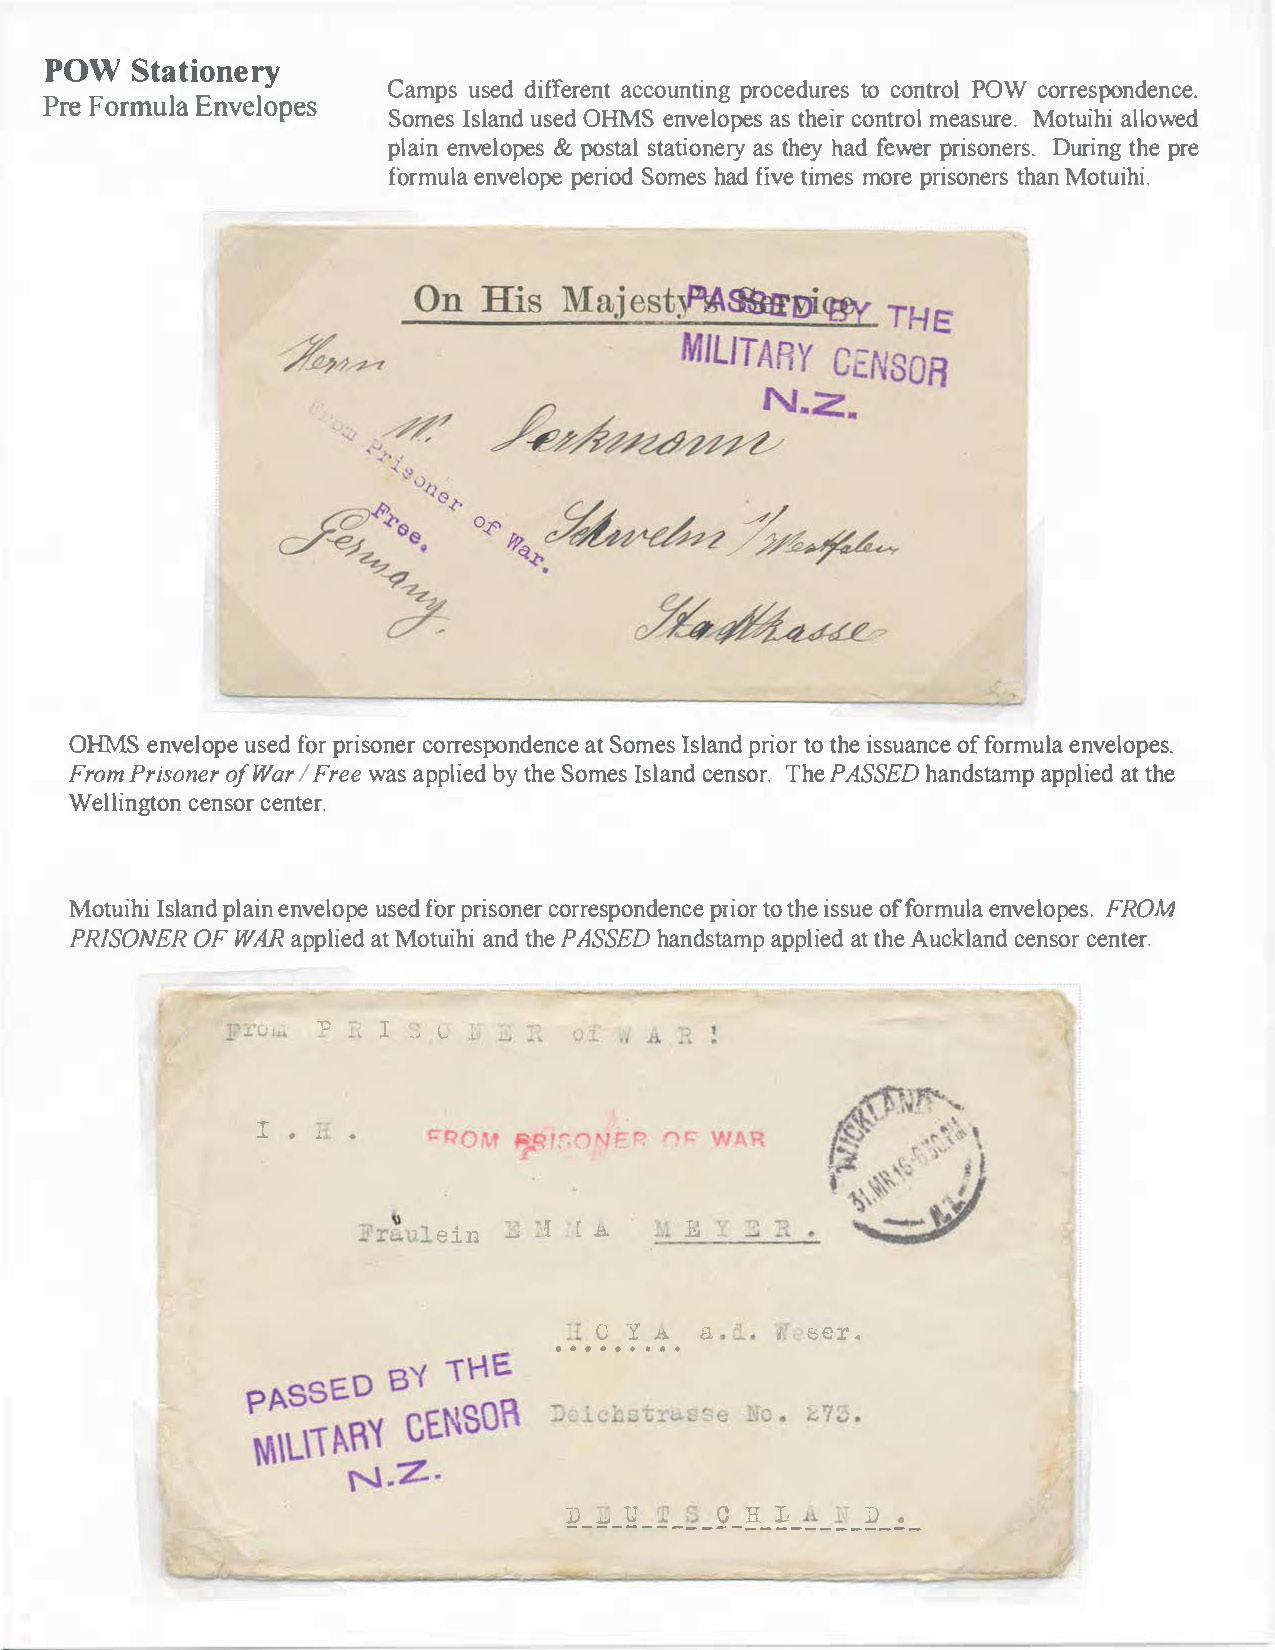 POW Stationery
Pre Formula Envelopes
Camps used different accounting procedures to control POW correspondence.
Somes Island used OHMS envelopes as their control measure. Motuihi allowed
plain envelopes & postal stationery as they had fewer prisoners. During the pre
formula envelope period Somes had five times more prisoners than Motuihi.
On His Majesty's Service
PASSED BY THE
MILITARY CENSOR
N.Z.
Herrn
W. Serkmann
From Prisoner of War.
Free.
Schwelm i/Westfalen
Germany.
Stadtkasse
OHMS envelope used for prisoner correspondence at Somes Island prior to the issuance of formula envelopes.
From Prisoner of War / Free was applied by the Somes Island censor. The PASSED handstamp applied at the
Wellington censor center.
Motuihi Island plain envelope used for prisoner correspondence prior to the issue of formula envelopes. FROM
PRISONER OF WAR applied at Motuihi and the PASSED handstamp applied at the Auckland censor center.
From PRISONER of WAR!
I.H.
FROM PRISONER OF WAR
AUCKLAND
31.MR.16-630.PM
N.Z.
Fräulein EMMA MEYER.
HOYA a.d. Weser.
PASSED BY THE
MILITARY CENSOR
N.Z.
Deichstrasse No. 273.
DEUTSCHLAND.